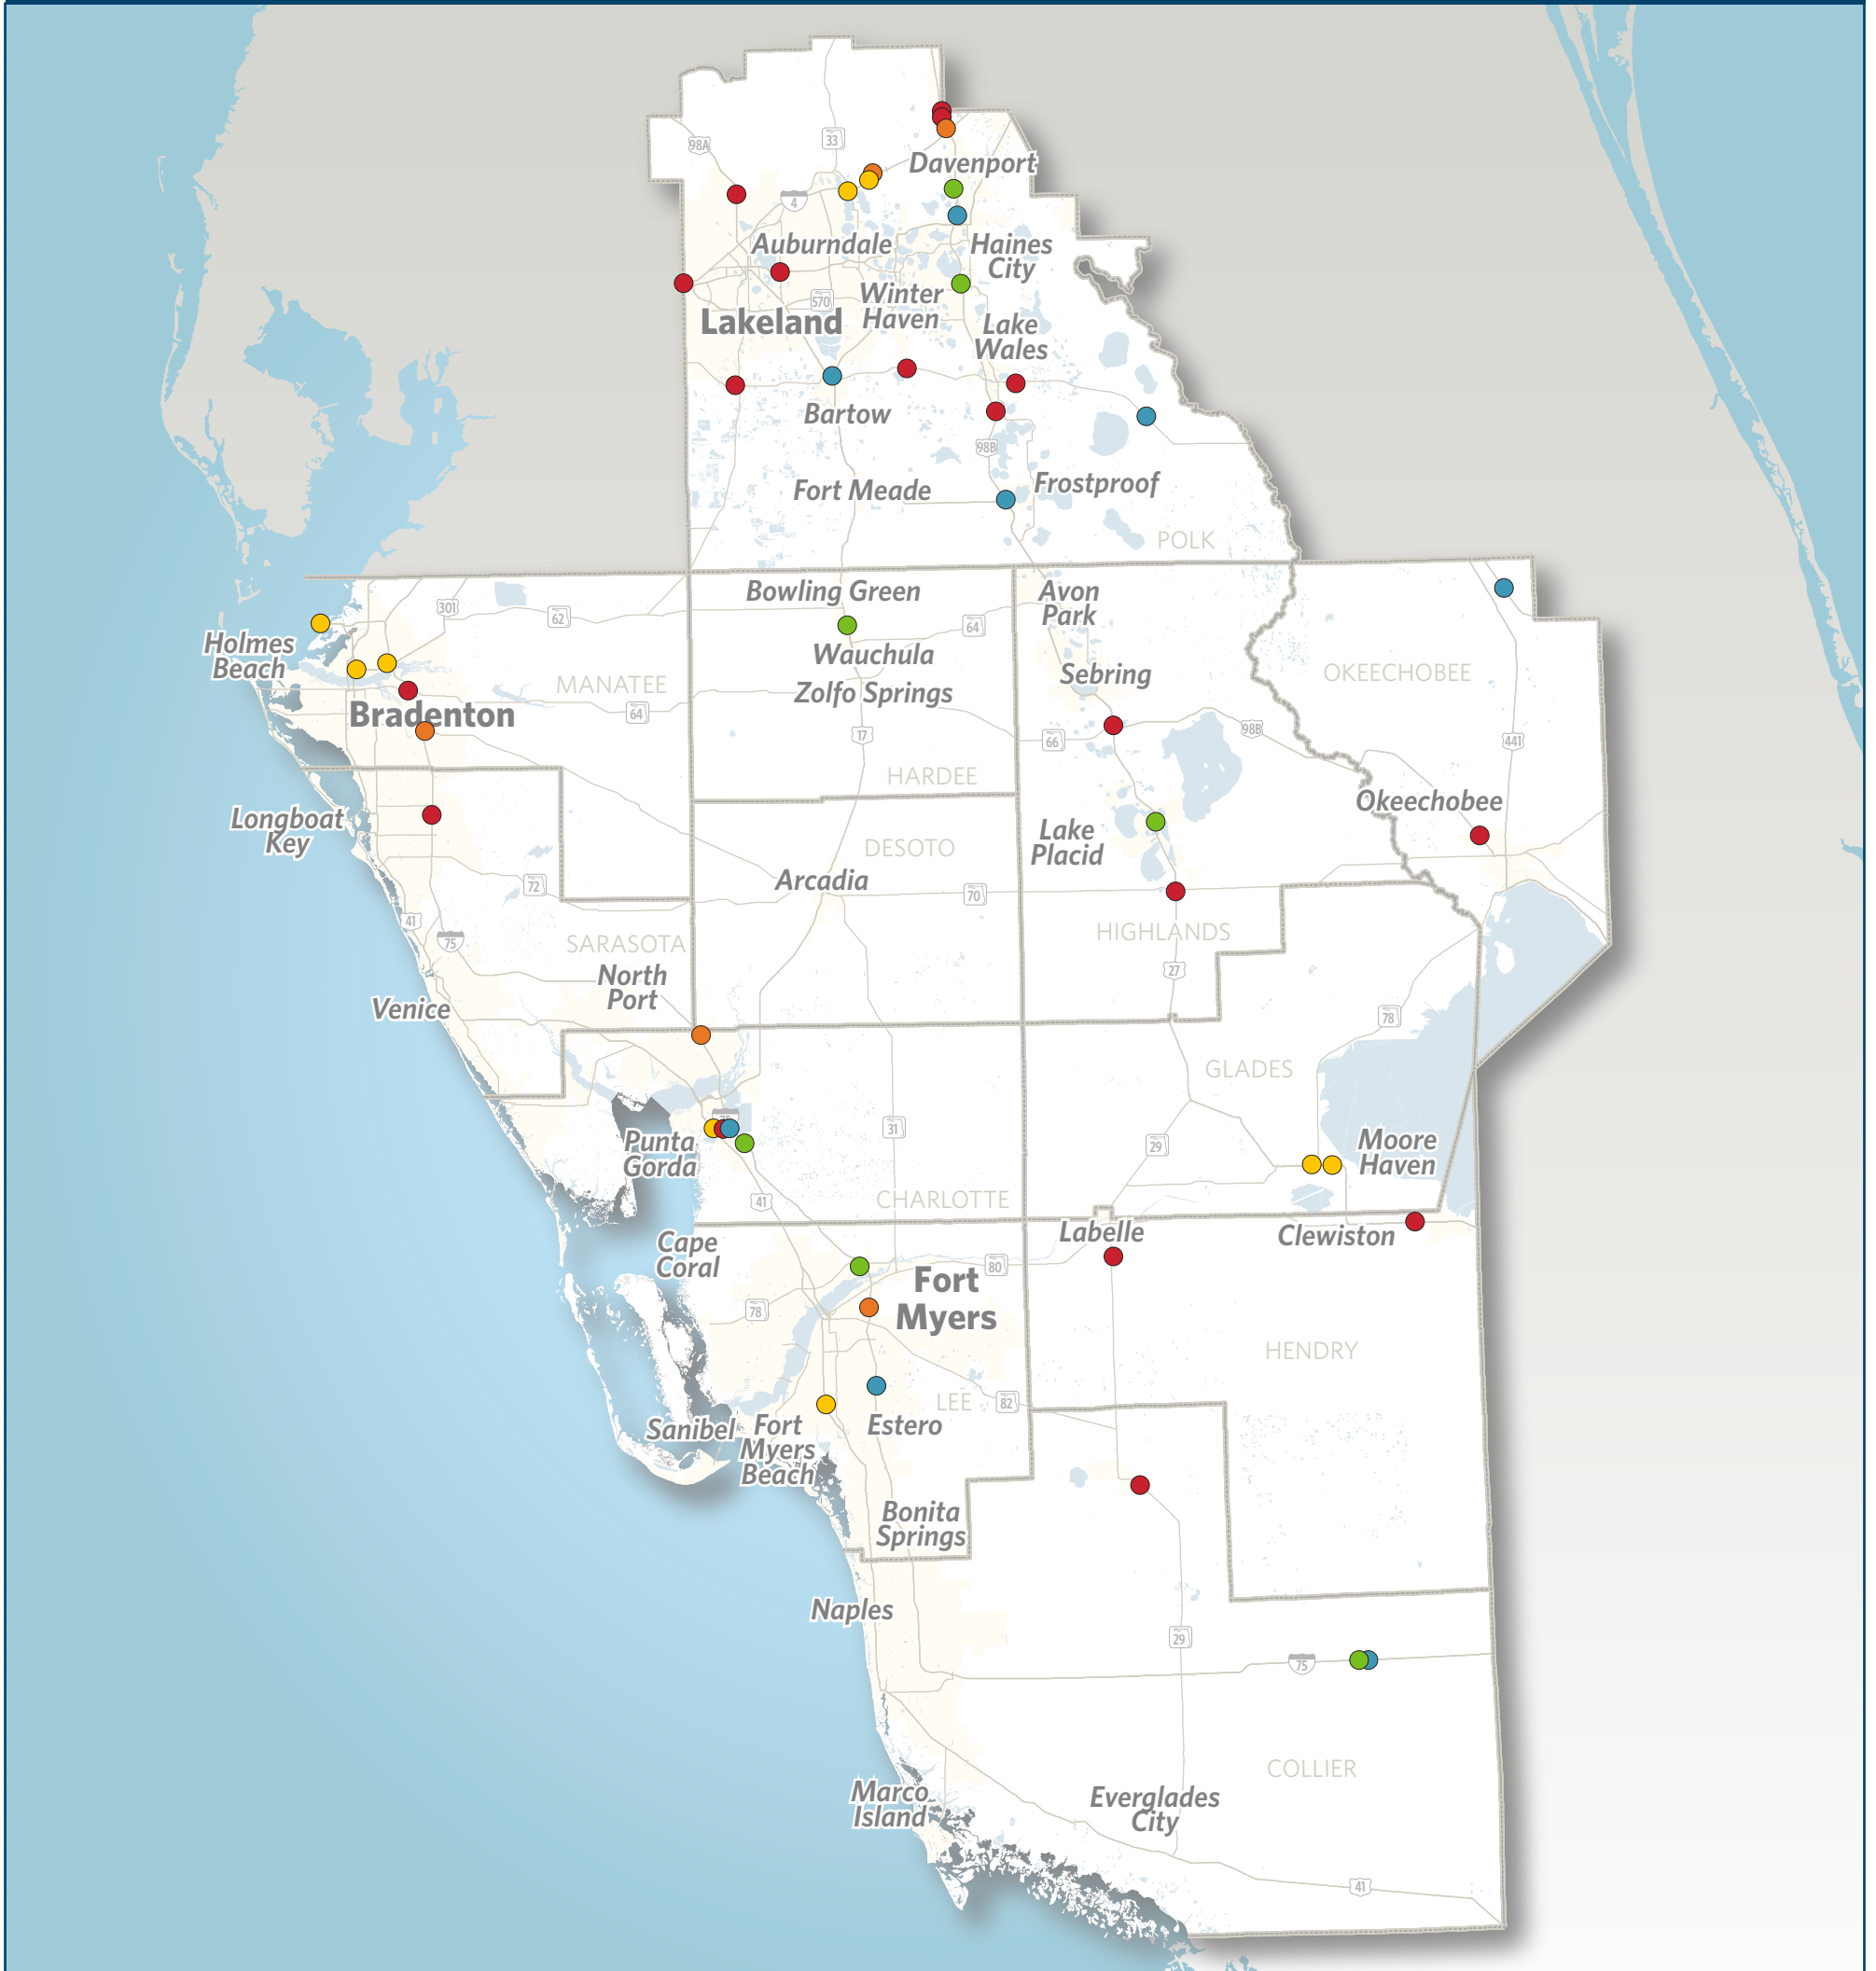 98A
33
Davenport
4
Auburndale
Haines
City
570
Winter
Haven
Lakeland
Lake
Wales
Bartow
98B
Fort Meade
Frostproof
POLK
Bowling Green
Avon
Park
301
62
64
Holmes
Beach
Wauchula
MANATEE
Zolfo Springs
Sebring
OKEECHOBEE
64
Bradenton
17
66
98B
441
HARDEE
Longboat
Key
Okeechobee
DESOTO
Lake
Placid
Arcadia
72
70
41
75
SARASOTA
HIGHLANDS
North
Port
27
Venice
78
GLADES
31
29
Punta
Gorda
Moore
Haven
41
CHARLOTTE
Labelle
Clewiston
Cape
Coral
80
Fort
Myers
78
HENDRY
LEE
82
Sanibel
Fort
Myers
Beach
Estero
Bonita
Springs
Naples
29
75
COLLIER
Marco
Island
Everglades
City
41